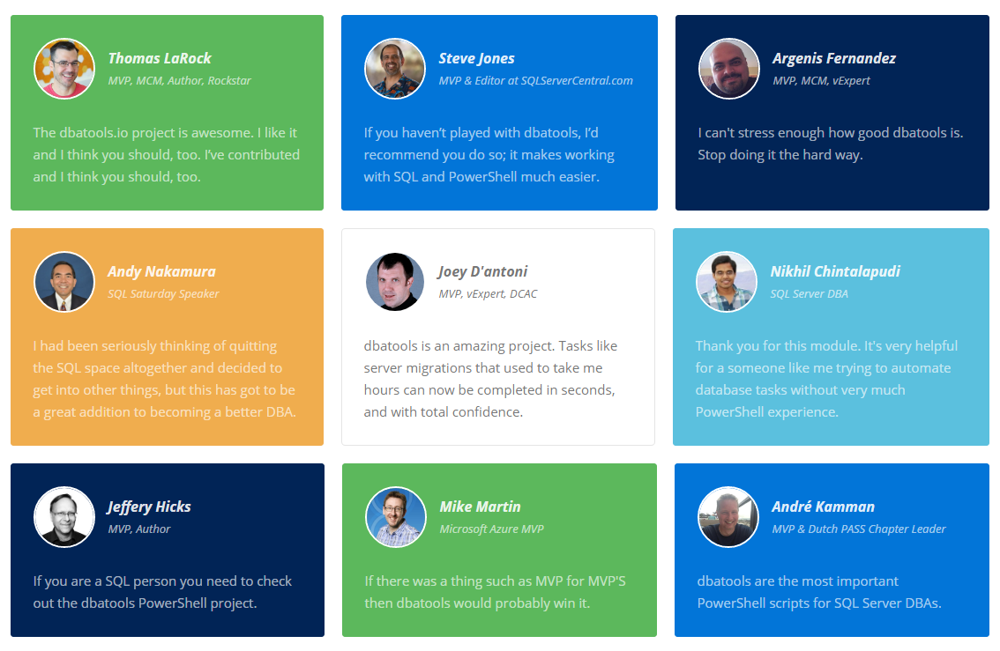 Thomas LaRock
MVP, MCM, Author, Rockstar
The dbatools.io project is awesome. I like it
and I think you should, too. I’ve contributed
and I think you should, too.
Steve Jones
MVP & Editor at SQLServerCentral.com
If you haven’t played with dbatools, I’d
recommend you do so; it makes working
with SQL and PowerShell much easier.
Argenis Fernandez
MVP, MCM, vExpert
I can't stress enough how good dbatools is.
Stop doing it the hard way.
Andy Nakamura
SQL Saturday Speaker
I had been seriously thinking of quitting
the SQL space altogether and decided to
get into other things, but this has got to be
a great addition to becoming a better DBA.
Joey D'antoni
MVP, vExpert, DCAC
dbatools is an amazing project. Tasks like
server migrations that used to take me
hours can now be completed in seconds,
and with total confidence.
Nikhil Chintalapudi
SQL Server DBA
Thank you for this module. It's very helpful
for a someone like me trying to automate
database tasks without very much
PowerShell experience.
Jeffery Hicks
MVP, Author
If you are a SQL person you need to check
out the dbatools PowerShell project.
Mike Martin
Microsoft Azure MVP
If there was a thing such as MVP for MVP'S
then dbatools would probably win it.
André Kamman
MVP & Dutch PASS Chapter Leader
dbatools are the most important
PowerShell scripts for SQL Server DBAs.